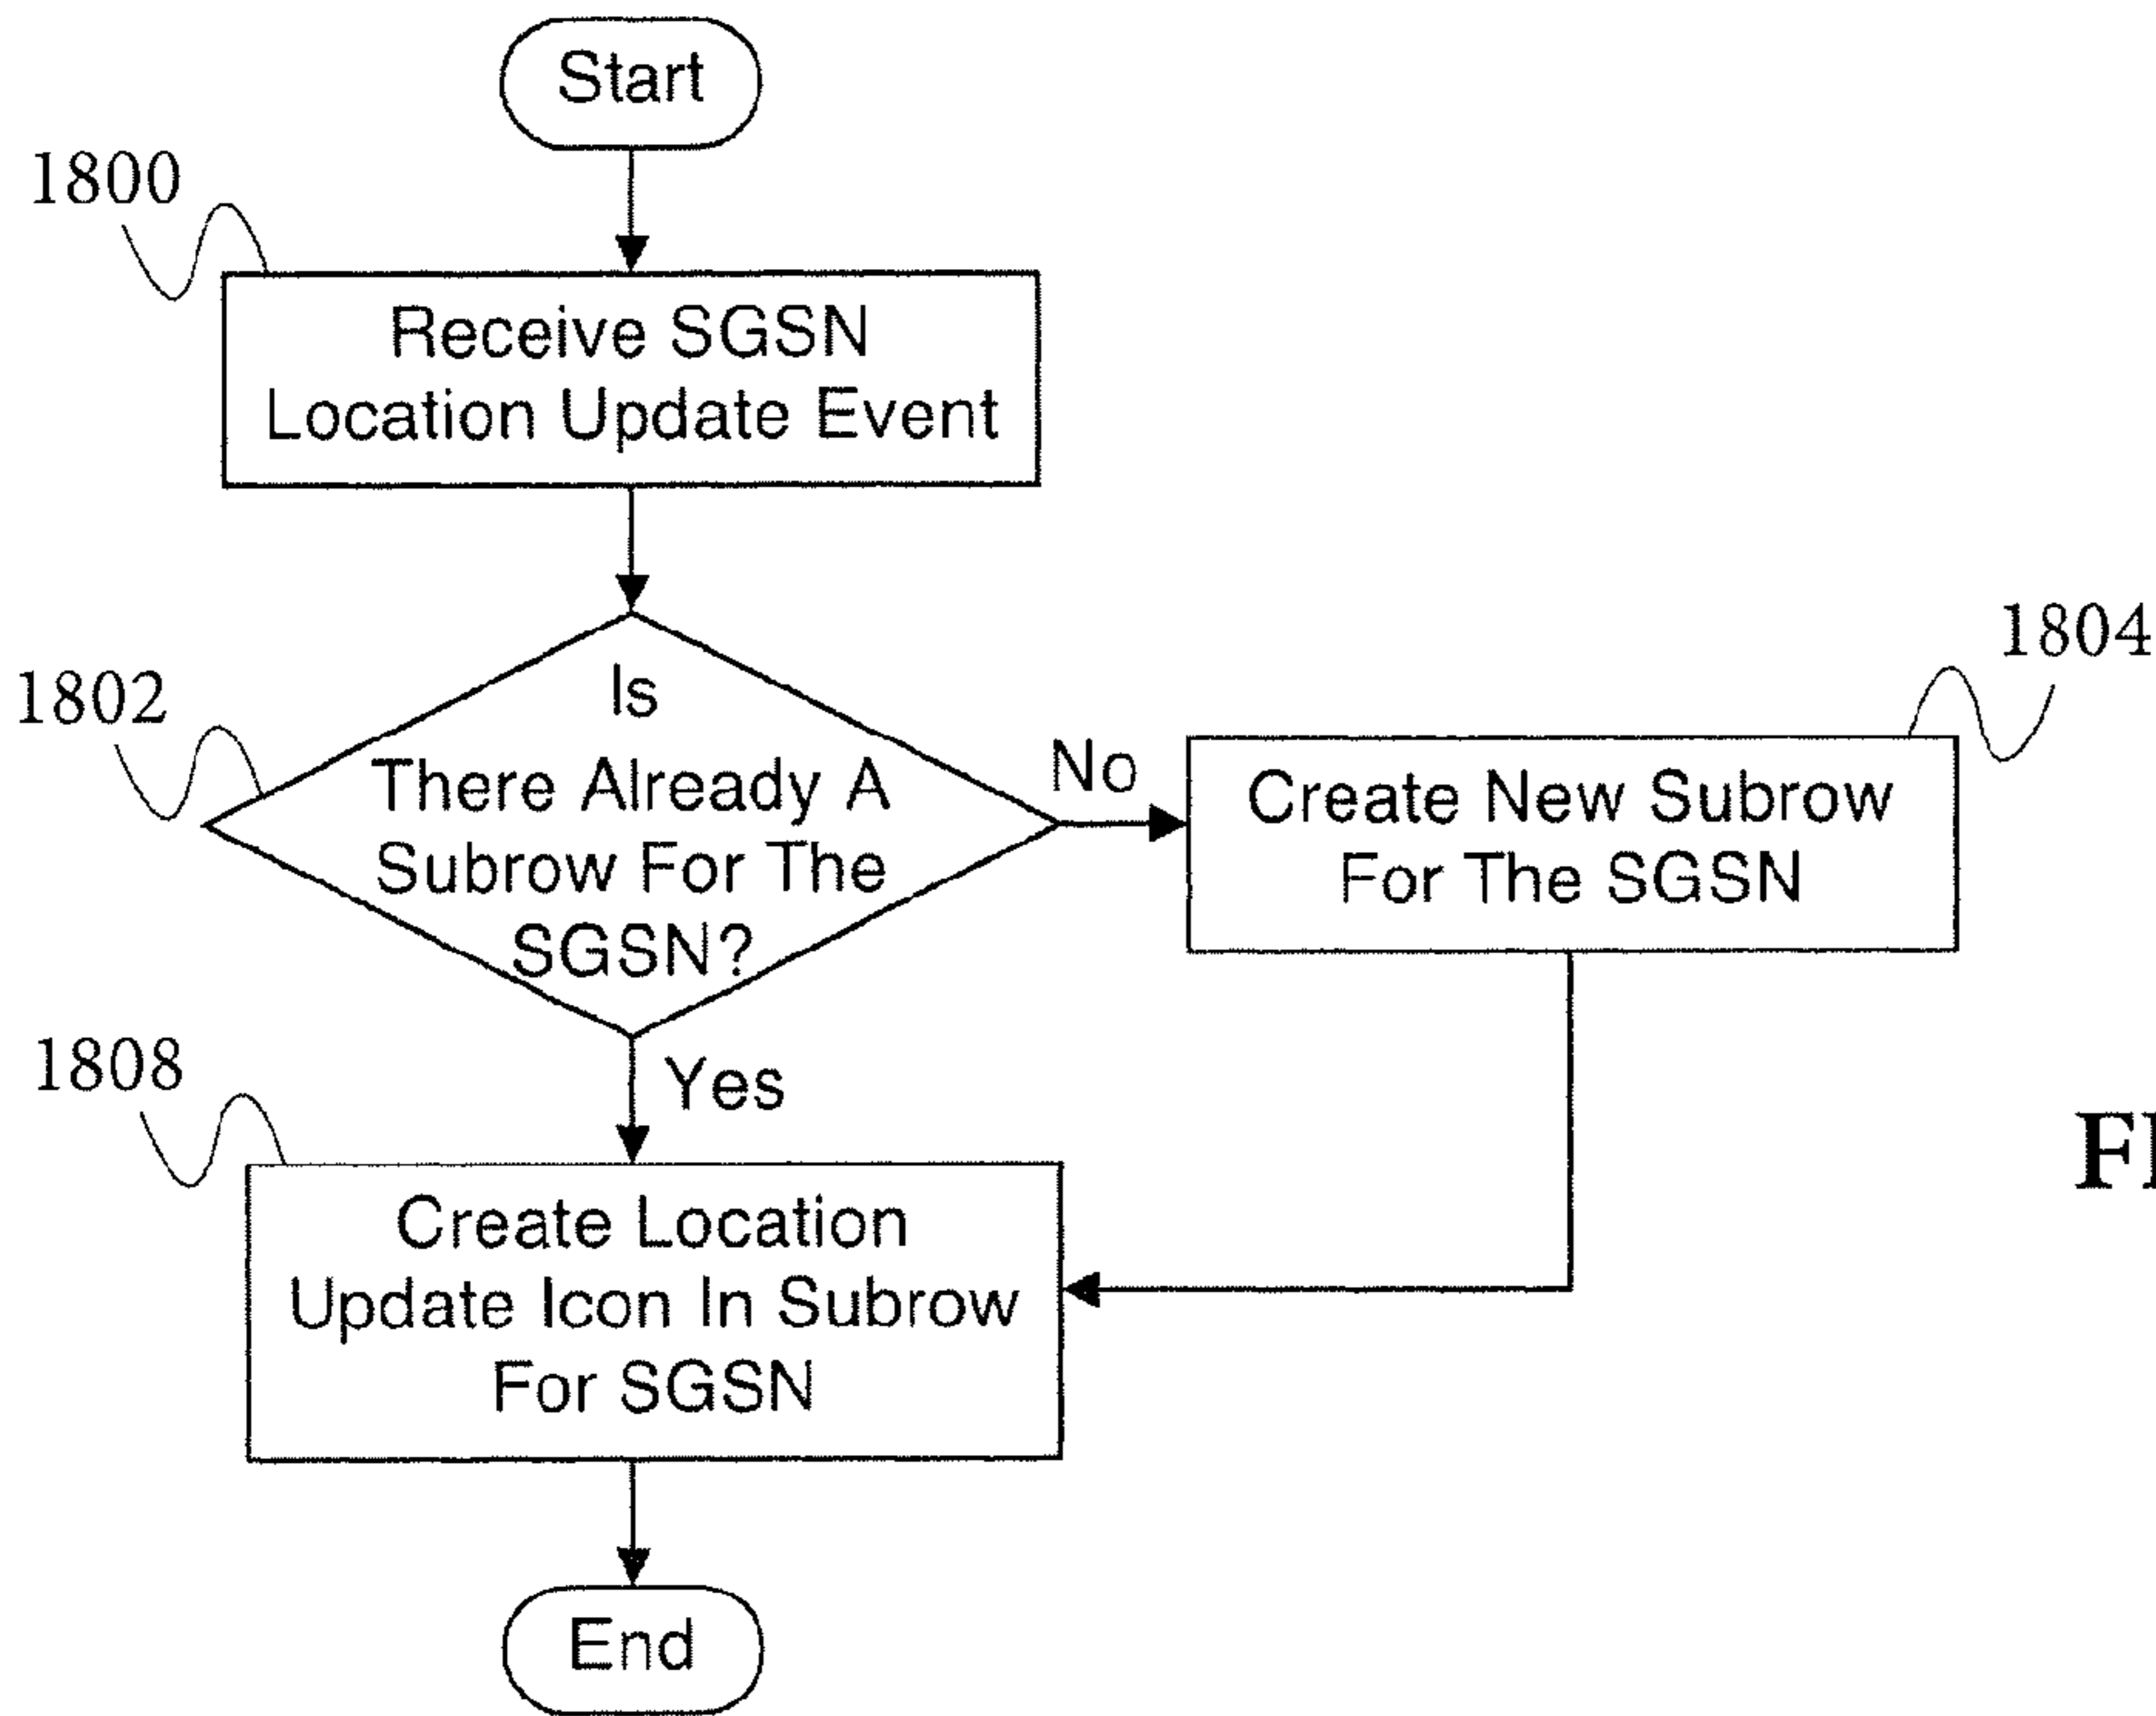 Start
1800
Receive SGSN
Location Update Event
1802
Is
There Already A
Subrow For The
SGSN?
No
1804
Create New Subrow
For The SGSN
Yes
1808
Create Location
Update Icon In Subrow
For SGSN
End